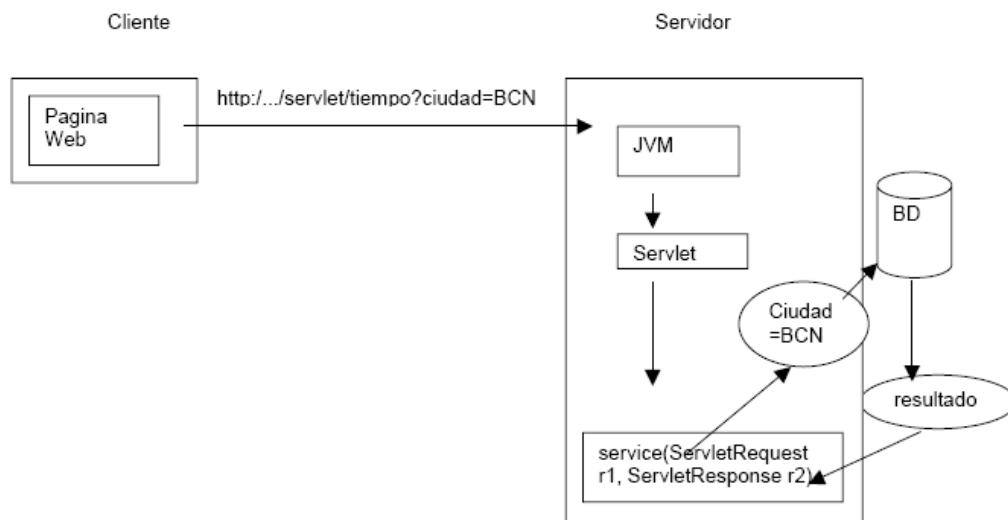 Cliente
Servidor
http:/.../servlet/tiempo?ciudad=BCN
Pagina
Web
JVM
BD
Servlet
Ciudad
=BCN
resultado
service(ServletRequest
r1, ServletResponse r2)